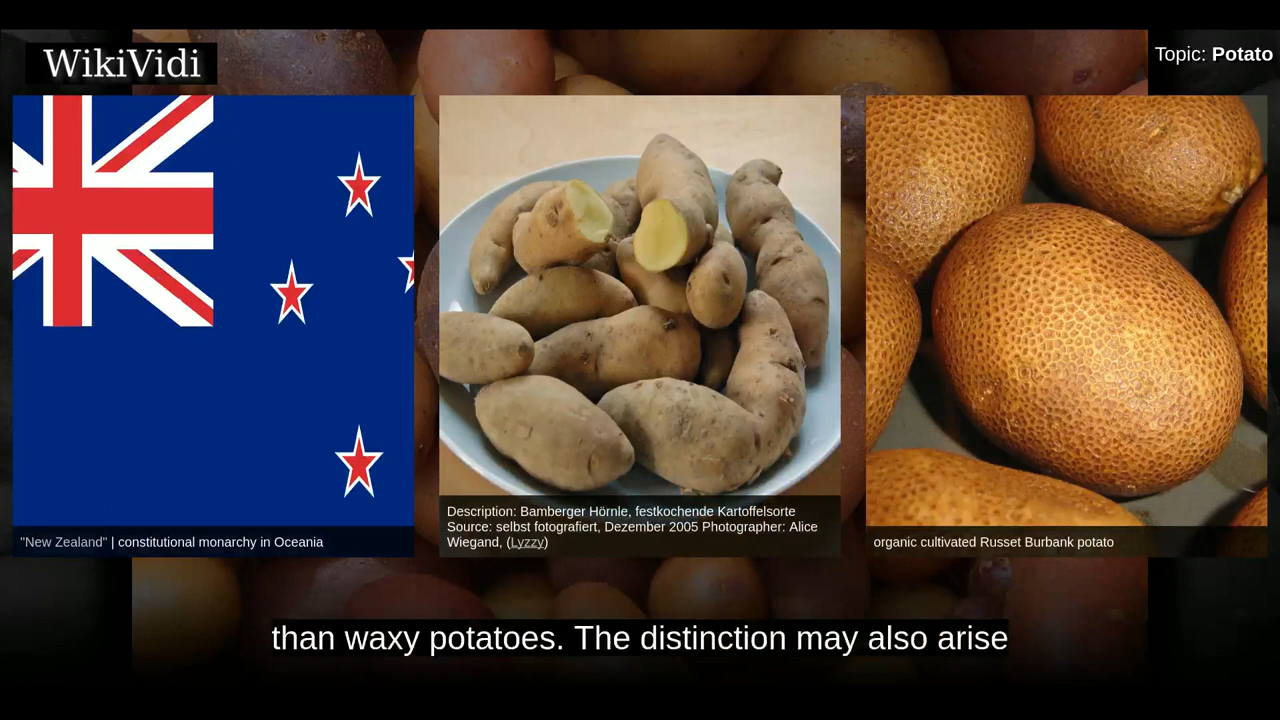 WikiVidi
Topic: Potato
"New Zealand" | constitutional monarchy in Oceania
Description: Bamberger Hörnle, festkochende Kartoffelsorte
Source: selbst fotografiert, Dezember 2005 Photographer: Alice
Wiegand, (Lyzzy)
organic cultivated Russet Burbank potato
than waxy potatoes. The distinction may also arise